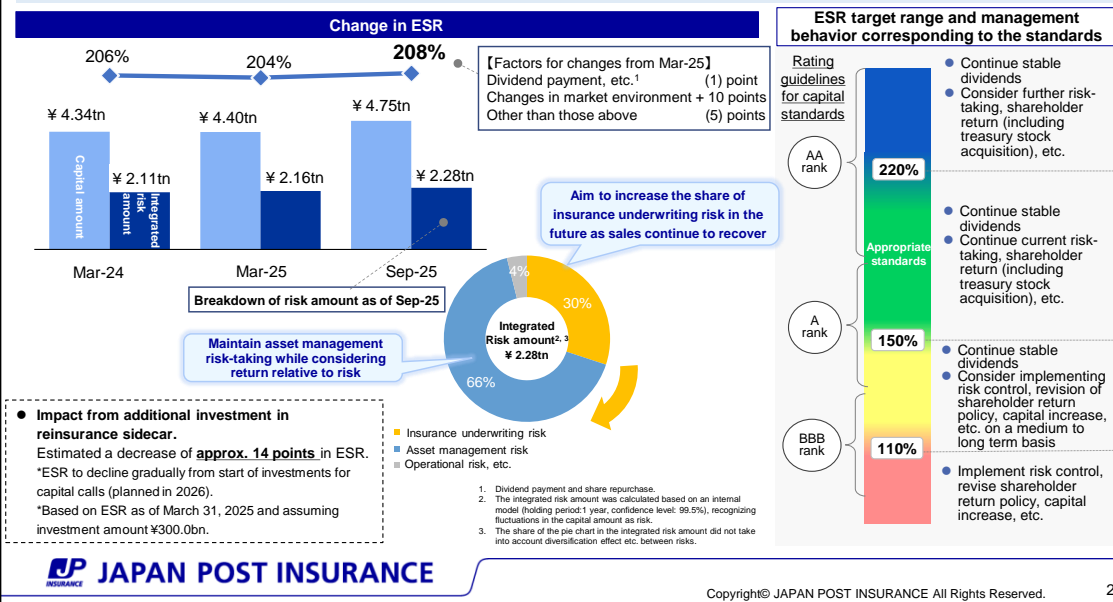 Change in ESR
206%
204%
208%
【Factors for changes from Mar-25】
Dividend payment, etc.1 (1) point
Changes in market environment + 10 points
Other than those above (5) points
¥ 4.34tn
¥ 2.11tn
¥ 4.40tn
¥ 2.16tn
¥ 4.75tn
¥ 2.28tn
Capital amount
Integrated
risk
amount
Mar-24
Mar-25
Sep-25
Breakdown of risk amount as of Sep-25
Aim to increase the share of
insurance underwriting risk in the
future as sales continue to recover
Maintain asset management
risk-taking while considering
return relative to risk
4%
30%
66%
Integrated
Risk amount2, 3
¥ 2.28tn
Insurance underwriting risk
Asset management risk
Operational risk, etc.
● Impact from additional investment in
reinsurance sidecar.
Estimated a decrease of approx. 14 points in ESR.
*ESR to decline gradually from start of investments for
capital calls (planned in 2026).
*Based on ESR as of March 31, 2025 and assuming
investment amount ¥300.0bn.
1. Dividend payment and share repurchase.
2. The integrated risk amount was calculated based on an internal
model (holding period:1 year, confidence level: 99.5%), recognizing
fluctuations in the capital amount as risk.
3. The share of the pie chart in the integrated risk amount did not take
into account diversification effect etc. between risks.
ESR target range and management
behavior corresponding to the standards
Rating
guidelines
for capital
standards
AA
rank
A
rank
BBB
rank
220%
Appropriate
standards
150%
110%
● Continue stable
dividends
● Consider further risk-
taking, shareholder
return (including
treasury stock
acquisition), etc.
● Continue stable
dividends
● Continue current risk-
taking, shareholder
return (including
treasury stock
acquisition), etc.
● Continue stable
dividends
● Consider implementing
risk control, revision of
shareholder return
policy, capital increase,
etc. on a medium to
long term basis
● Implement risk control,
revise shareholder
return policy, capital
increase, etc.
JP
INSURANCE
JAPAN POST INSURANCE
Copyright© JAPAN POST INSURANCE All Rights Reserved.
2